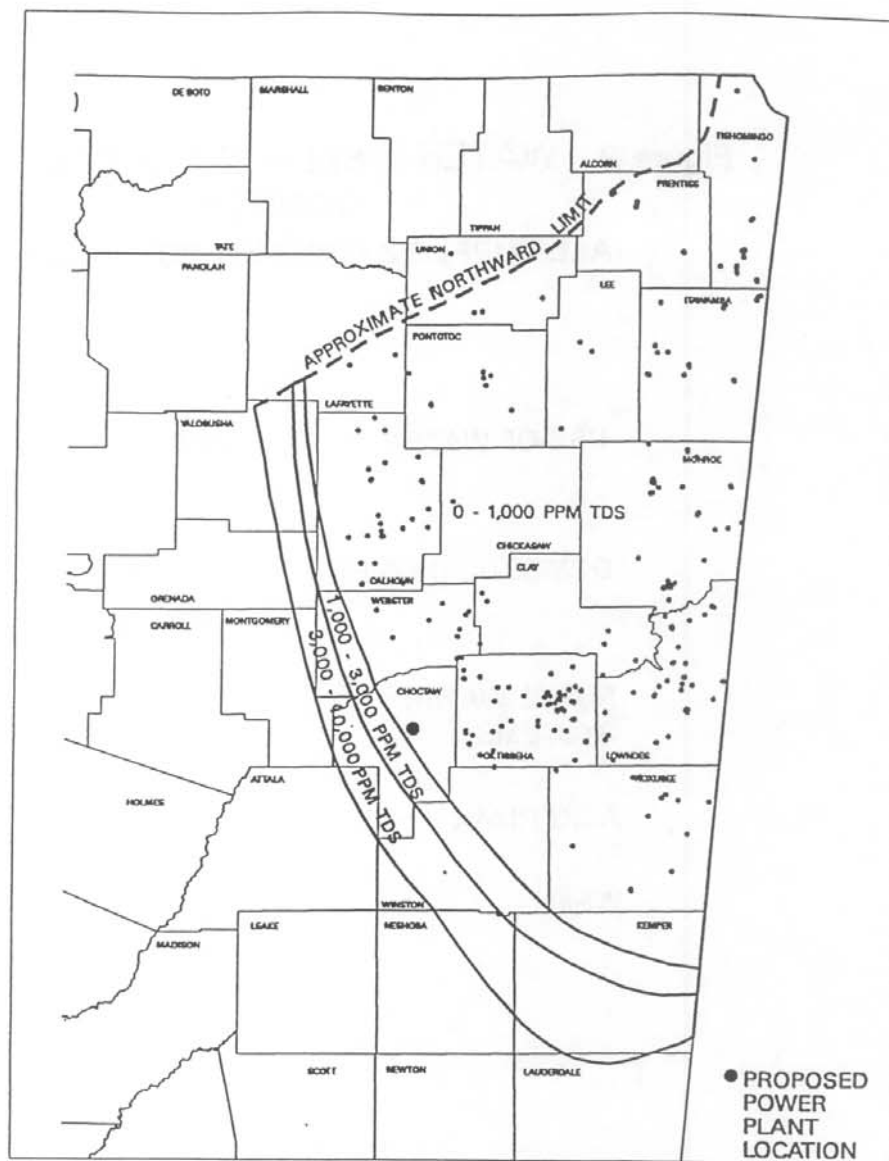 DE SOTO
MARSHALL
BENTON
TISHOMINGO
ALCORN
PRENTISS
TIPPAH
UNION
TATE
PANOLAH
LEE
ITAWAMBA
APPROXIMATE NORTHWARD LIMIT
PONTOTOC
LAFAYETTE
YALOBUSHA
MONROE
0 - 1,000 PPM TDS
CHICKASAW
CLAY
CALHOUN
GRENADA
WEBSTER
CARROLL
MONTGOMERY
1,000 - 3,000 PPM TDS
3,000 - 10,000 PPM TDS
CHOCTAW
OKTIBBEHA
LOWNDES
NOXUBEE
ATTALA
HOLMES
WINSTON
LEAKE
NESHOBA
KEMPER
MADISON
SCOTT
NEWTON
LAUDERDALE
PROPOSED
POWER
PLANT
LOCATION